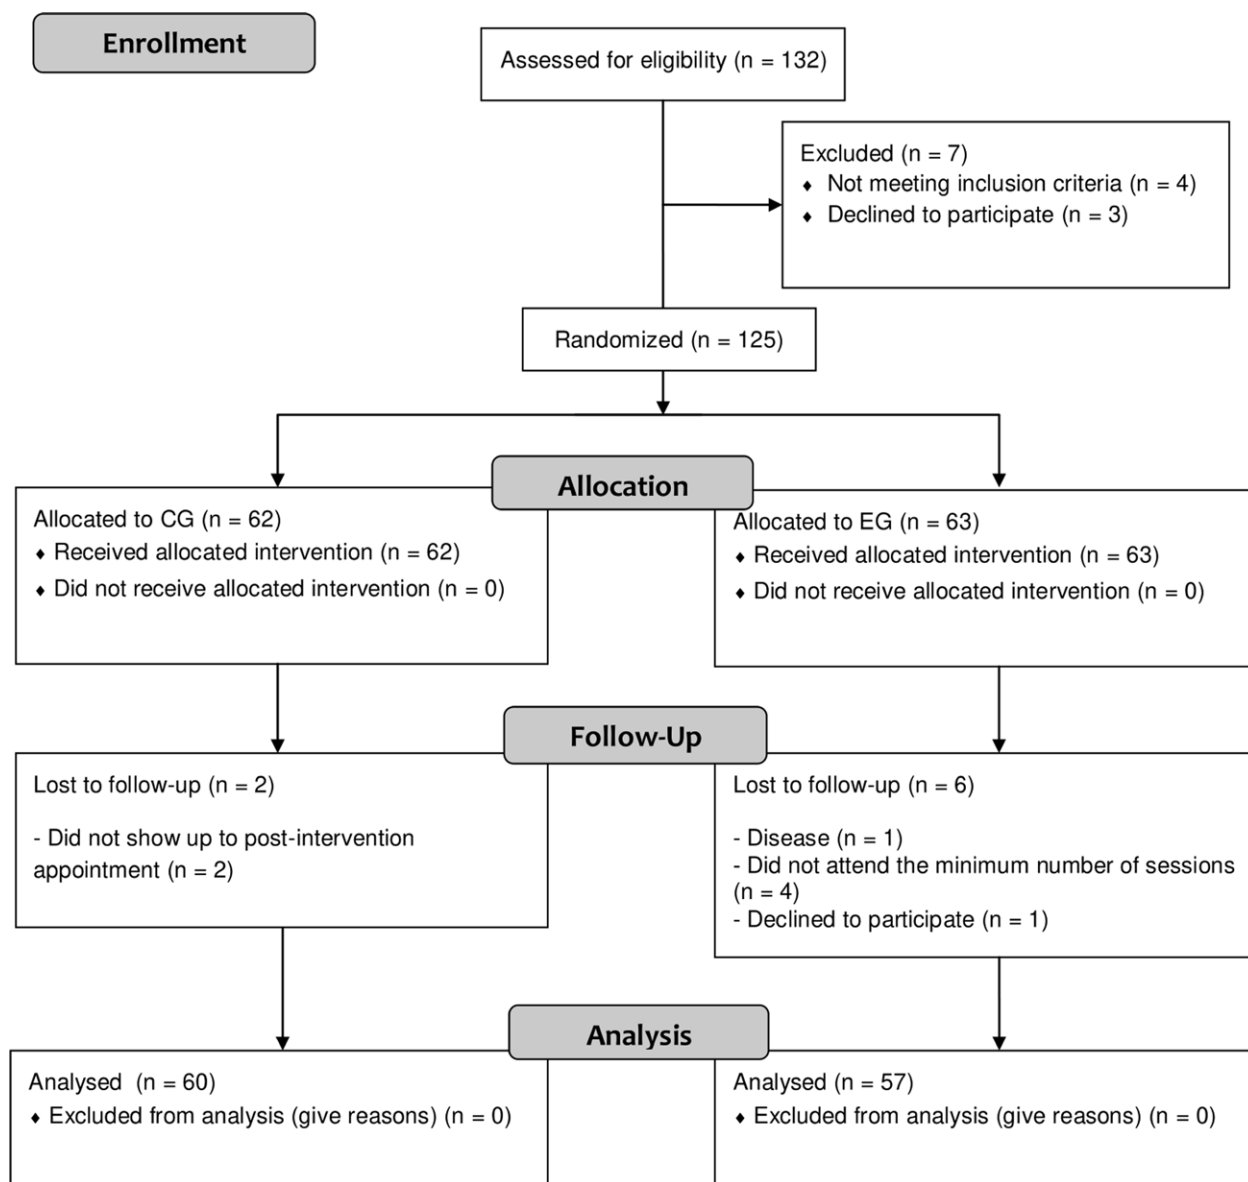 Enrollment
Assessed for eligibility (n = 132)
Excluded (n = 7)
♦ Not meeting inclusion criteria (n = 4)
♦ Declined to participate (n = 3)
Randomized (n = 125)
Allocation
Allocated to CG (n = 62)
♦ Received allocated intervention (n = 62)
♦ Did not receive allocated intervention (n = 0)
Allocated to EG (n = 63)
♦ Received allocated intervention (n = 63)
♦ Did not receive allocated intervention (n = 0)
Follow-Up
Lost to follow-up (n = 2)
- Did not show up to post-intervention
appointment (n = 2)
Lost to follow-up (n = 6)
- Disease (n = 1)
- Did not attend the minimum number of sessions
(n = 4)
- Declined to participate (n = 1)
Analysis
Analysed (n = 60)
♦ Excluded from analysis (give reasons) (n = 0)
Analysed (n = 57)
♦ Excluded from analysis (give reasons) (n = 0)